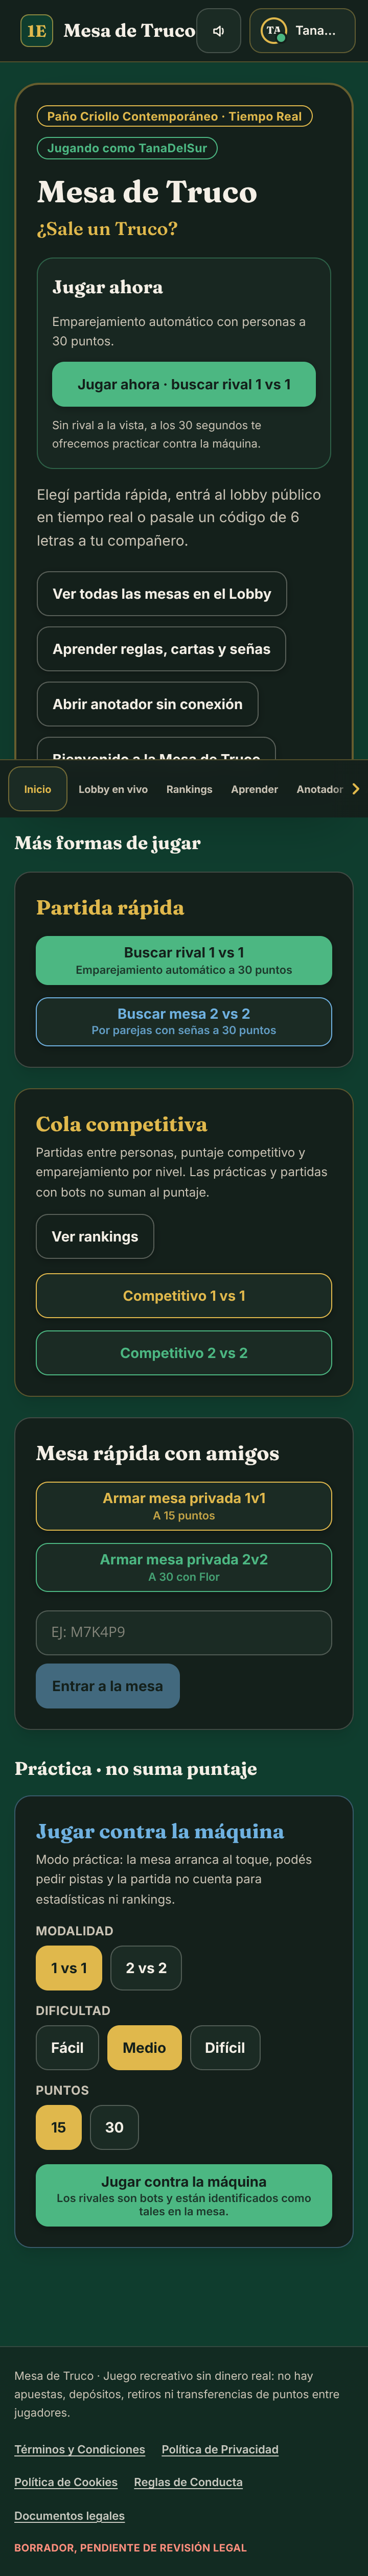 1E
Mesa de Truco
TA
Tana...
Paño Criollo Contemporáneo · Tiempo Real
Jugando como TanaDelSur
Mesa de Truco
¿Sale un Truco?
Jugar ahora
Emparejamiento automático con personas a
30 puntos.
Jugar ahora · buscar rival 1 vs 1
Sin rival a la vista, a los 30 segundos te
ofrecemos practicar contra la máquina.
Elegí partida rápida, entrá al lobby público
en tiempo real o pasale un código de 6
letras a tu compañero.
Ver todas las mesas en el Lobby
Aprender reglas, cartas y señas
Abrir anotador sin conexión
Bienvenido a la Mesa de Truco
Inicio
Lobby en vivo
Rankings
Aprender
Anotador
Más formas de jugar
Partida rápida
Buscar rival 1 vs 1
Emparejamiento automático a 30 puntos
Buscar mesa 2 vs 2
Por parejas con señas a 30 puntos
Cola competitiva
Partidas entre personas, puntaje competitivo y
emparejamiento por nivel. Las prácticas y partidas
con bots no suman al puntaje.
Ver rankings
Competitivo 1 vs 1
Competitivo 2 vs 2
Mesa rápida con amigos
Armar mesa privada 1v1
A 15 puntos
Armar mesa privada 2v2
A 30 con Flor
EJ: M7K4P9
Entrar a la mesa
Práctica · no suma puntaje
Jugar contra la máquina
Modo práctica: la mesa arranca al toque, podés
pedir pistas y la partida no cuenta para
estadísticas ni rankings.
MODALIDAD
1 vs 1
2 vs 2
DIFICULTAD
Fácil
Medio
Difícil
PUNTOS
15
30
Jugar contra la máquina
Los rivales son bots y están identificados como
tales en la mesa.
Mesa de Truco · Juego recreativo sin dinero real: no hay
apuestas, depósitos, retiros ni transferencias de puntos entre
jugadores.
Términos y Condiciones
Política de Privacidad
Política de Cookies
Reglas de Conducta
Documentos legales
BORRADOR, PENDIENTE DE REVISIÓN LEGAL